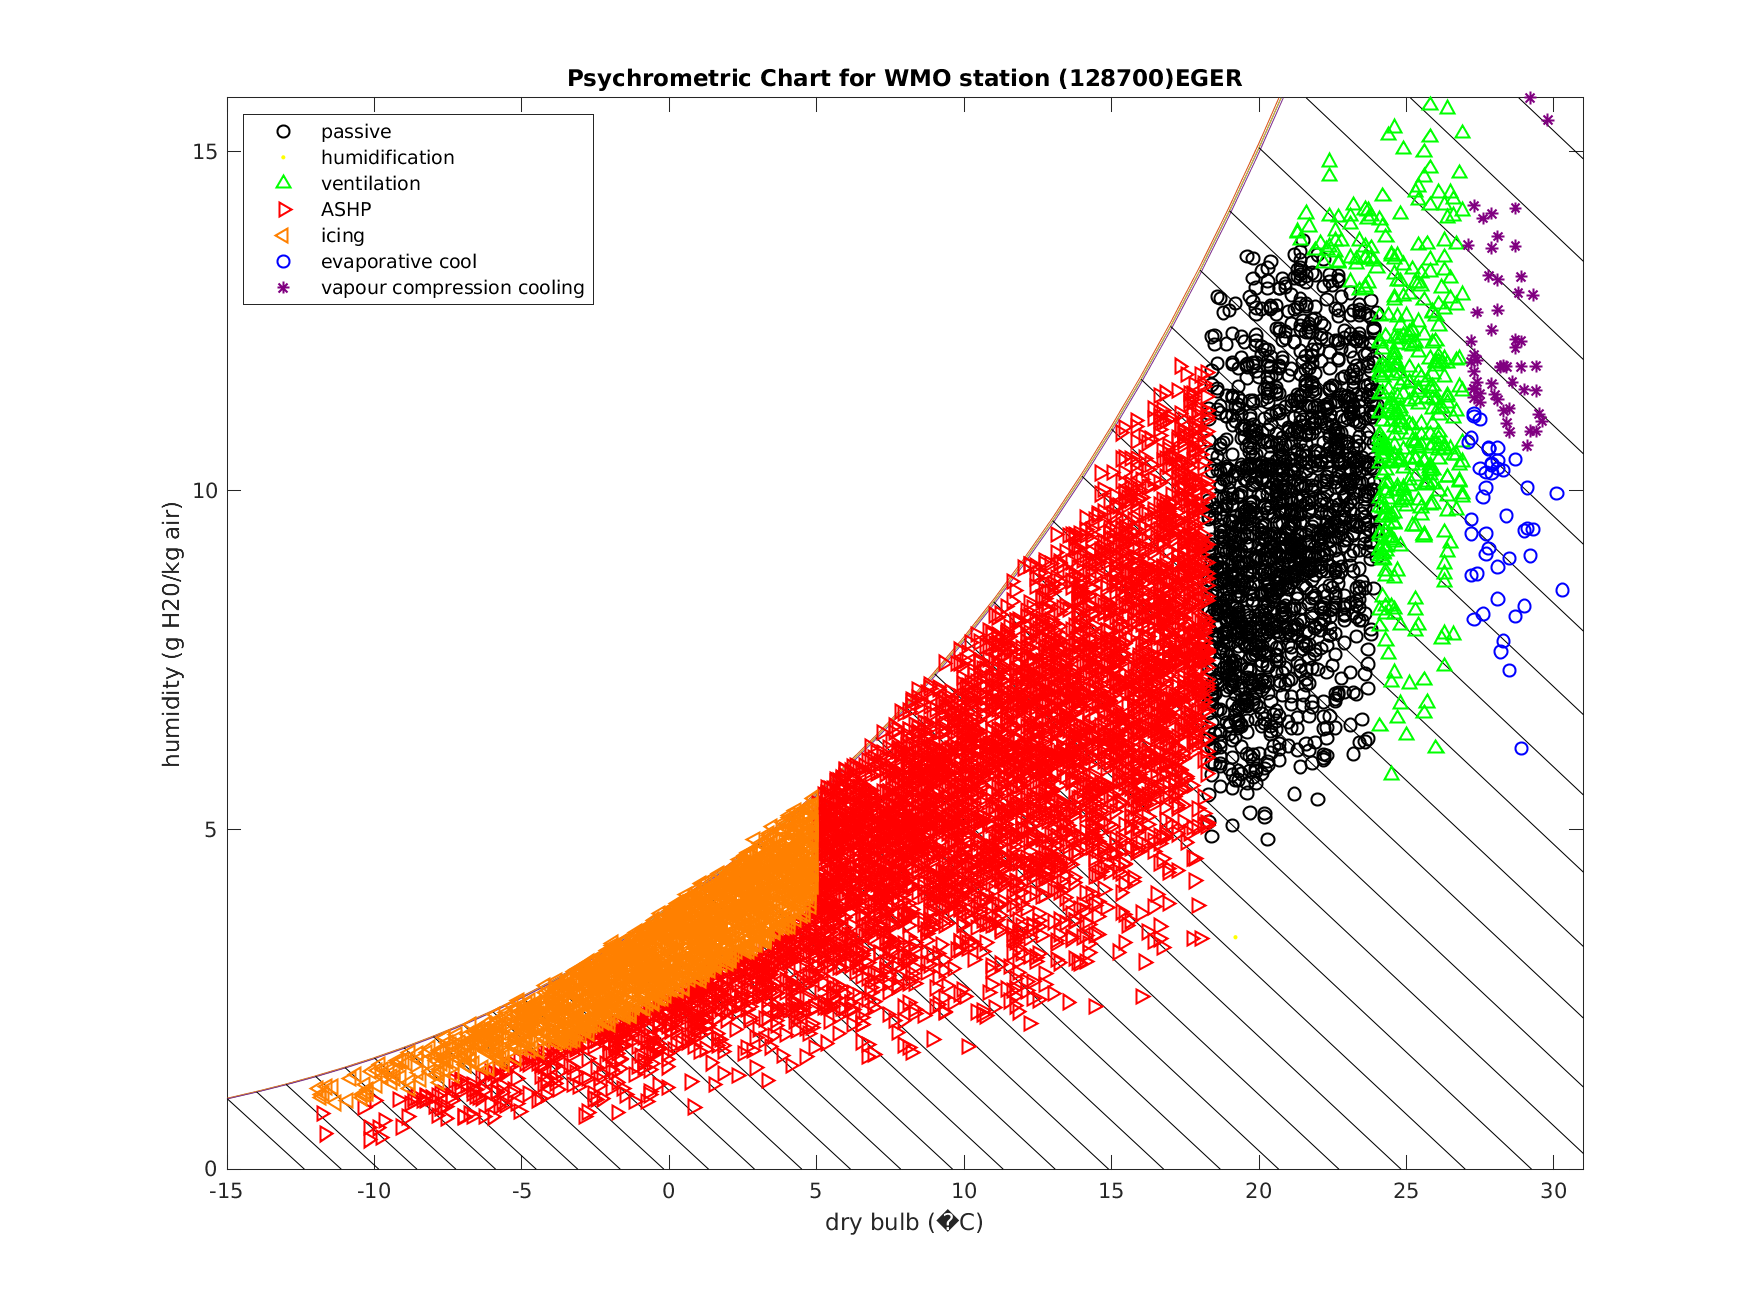 Psychrometric Chart for WMO station (128700)EGER
passive
humidification
ventilation
ASHP
icing
evaporative cool
vapour compression cooling
humidity (g H20/kg air)
15
10
5
0
-15 -10 -5 0 5 10 15 20 25 30
dry bulb (�C)